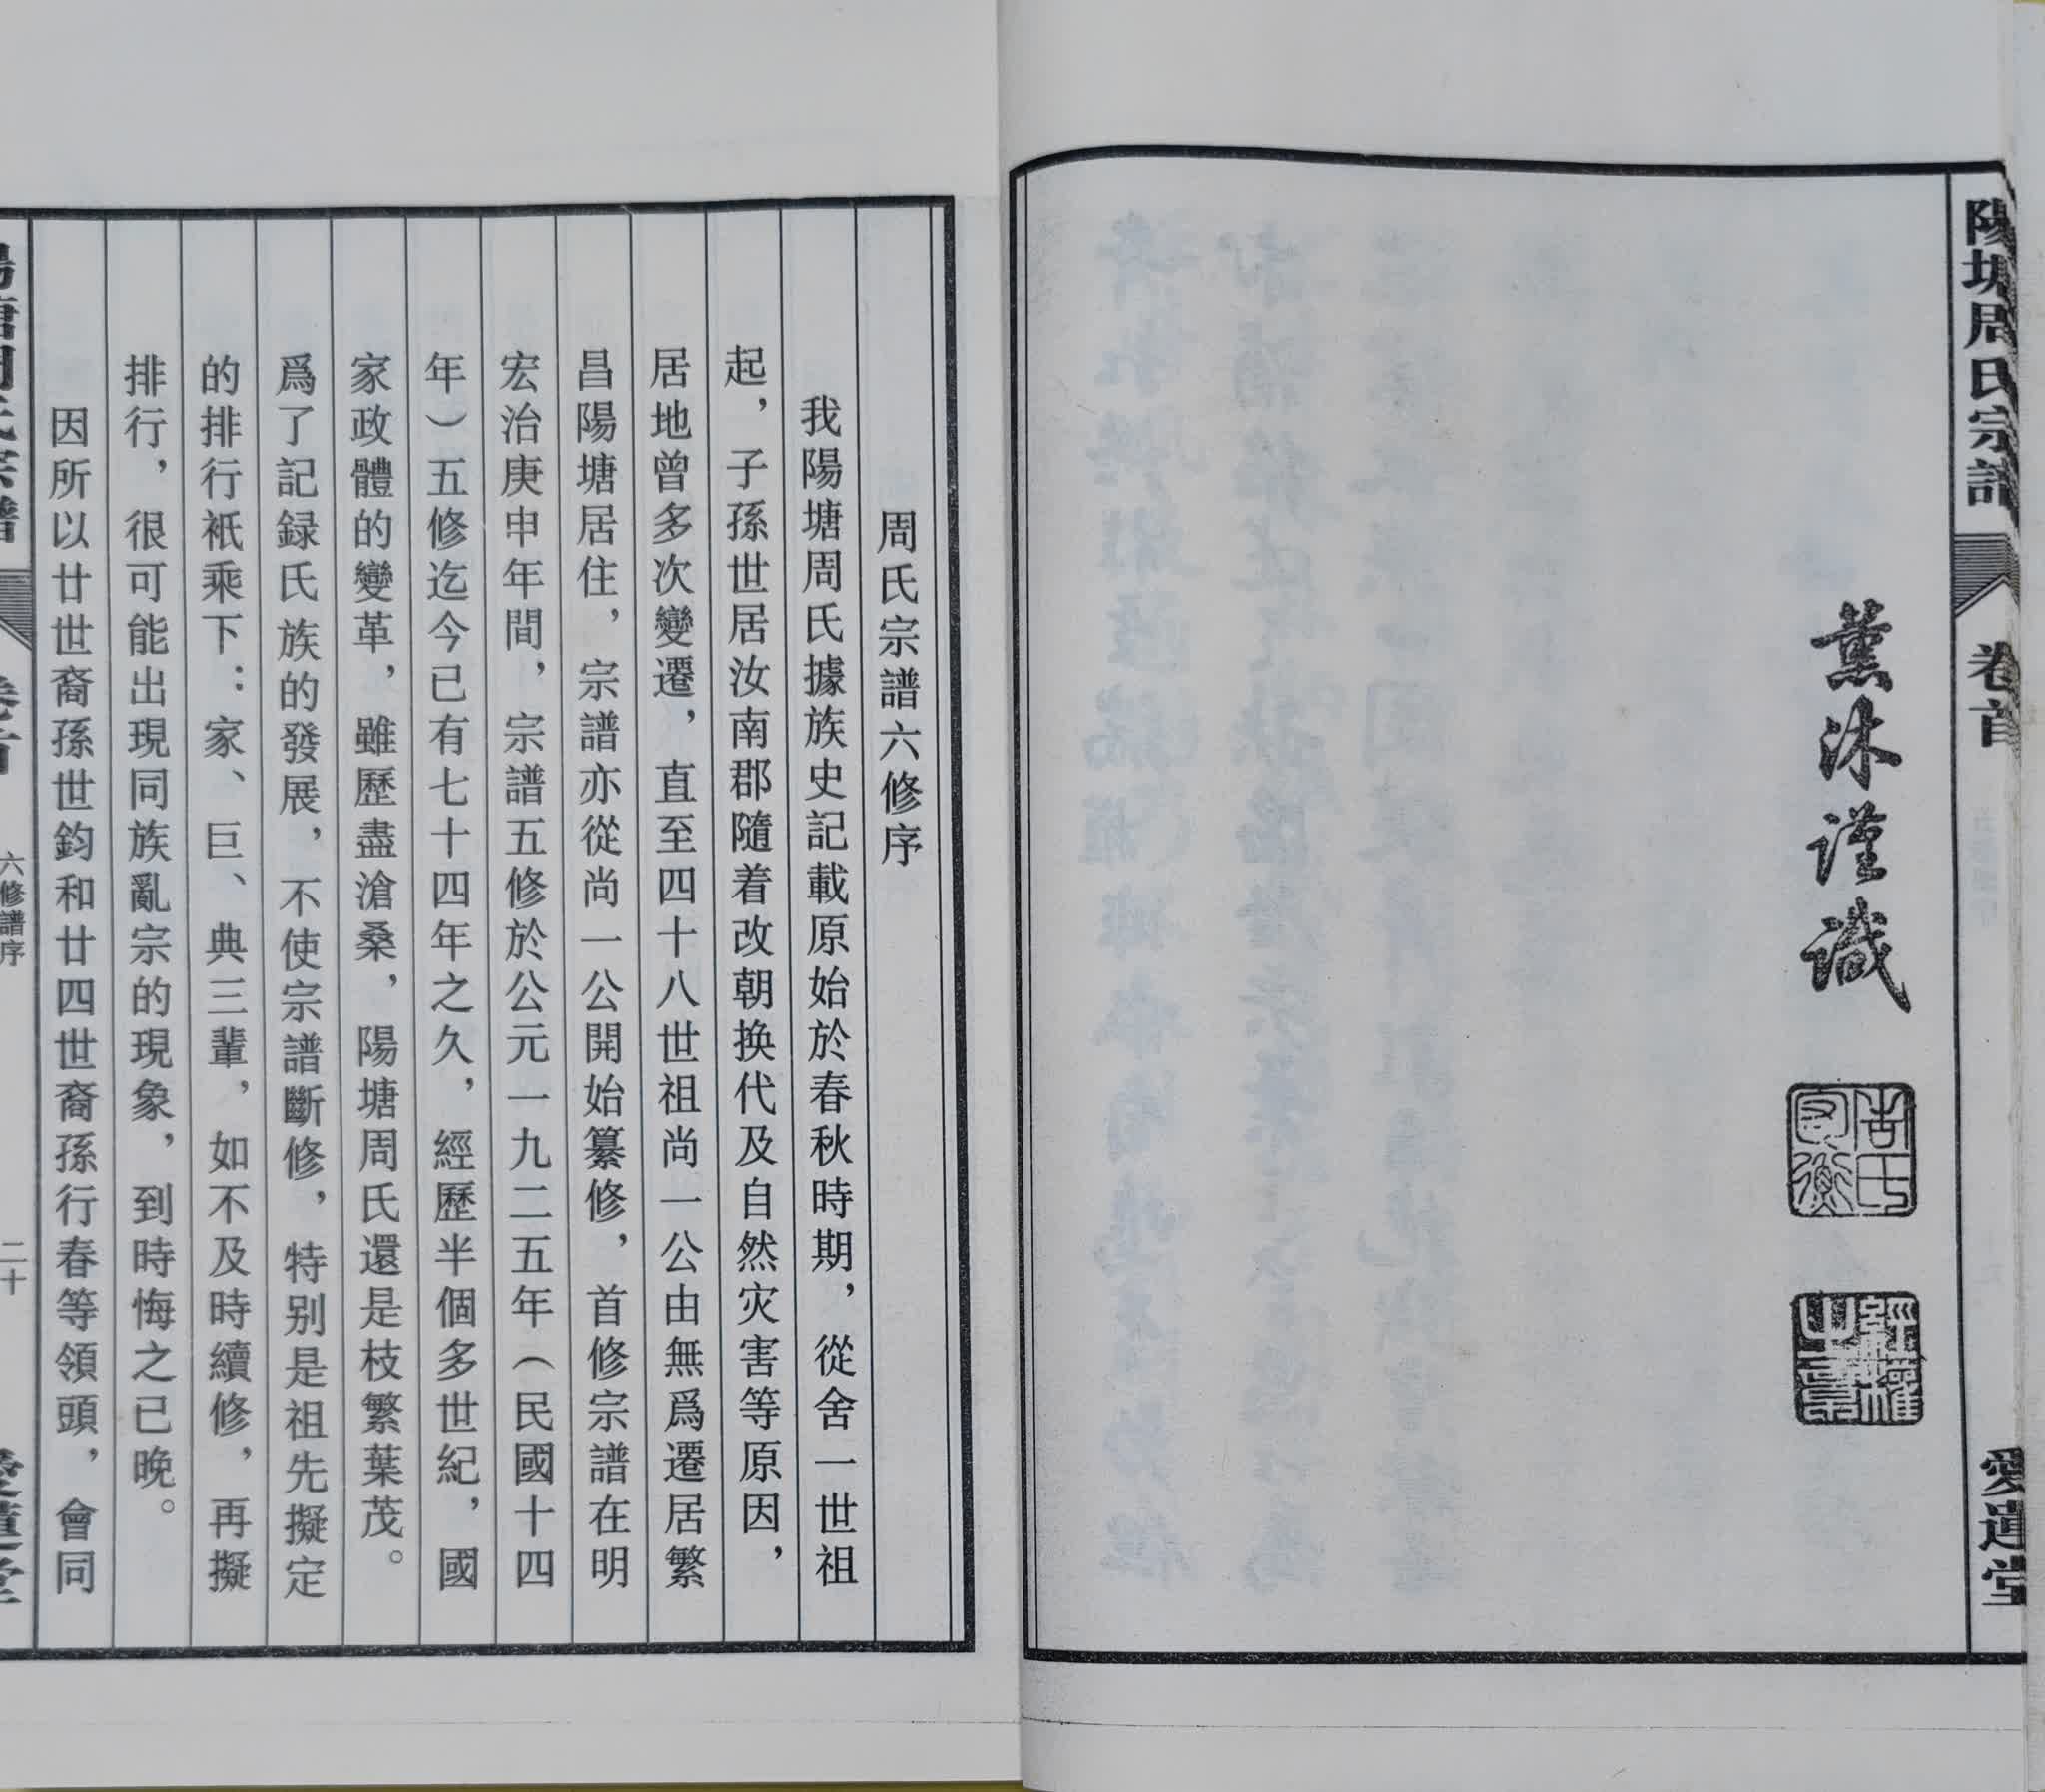 陽塘周氏宗譜
卷首
愛蓮堂
薰沐謹識
周氏宗譜六修序
我陽塘周氏據族史記載原始於春秋時期，從舍一世祖
起，子孫世居汝南郡隨着改朝换代及自然灾害等原因，
居地曾多次變遷，直至四十八世祖尚一公由無爲遷居繁
昌陽塘居住，宗譜亦從尚一公開始纂修，首修宗譜在明
宏治庚申年間，宗譜五修於公元一九二五年（民國十四
年）五修迄今已有七十四年之久，經歷半個多世紀，國
家政體的變革，雖歷盡滄桑，陽塘周氏還是枝繁葉茂。
爲了記録氏族的發展，不使宗譜斷修，特别是祖先擬定
的排行衹乘下：家、巨、典三輩，如不及時續修，再擬
排行，很可能出現同族亂宗的現象，到時悔之已晚。
因所以廿世裔孫世鈞和廿四世裔孫行春等領頭，會同
陽塘周氏宗譜
卷首
六修譜序
二十
愛蓮堂